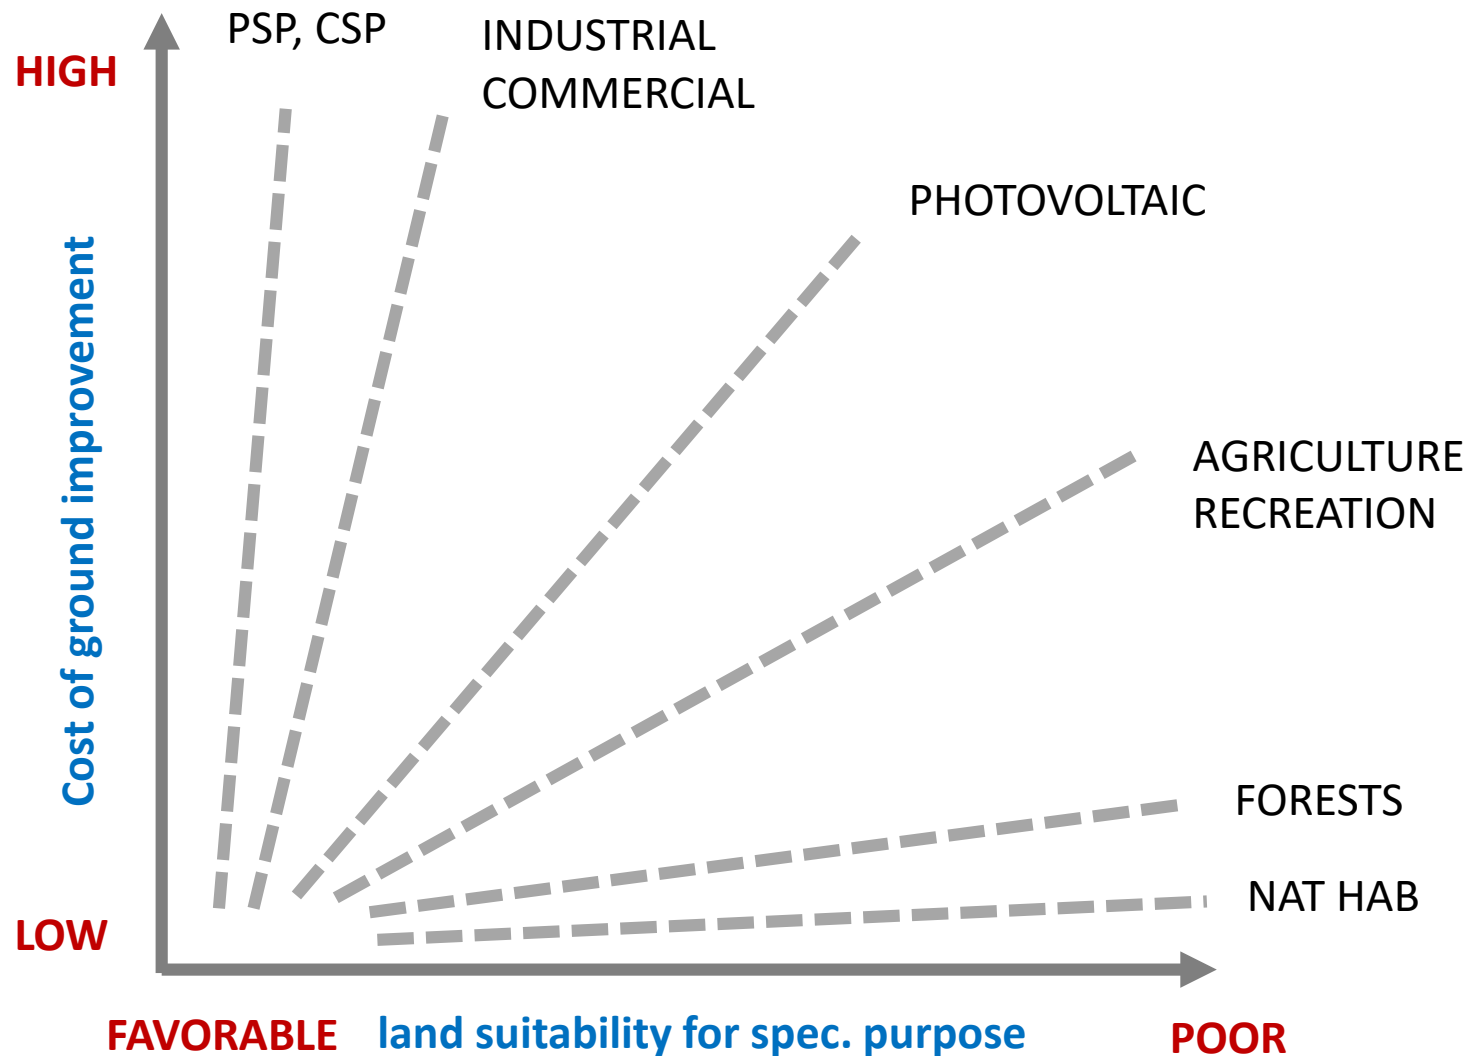 PSP, CSP
INDUSTRIAL
COMMERCIAL
HIGH
PHOTOVOLTAIC
Cost of ground improvement
AGRICULTURE
RECREATION
FORESTS
NAT HAB
LOW
FAVORABLE
land suitability for spec. purpose
POOR